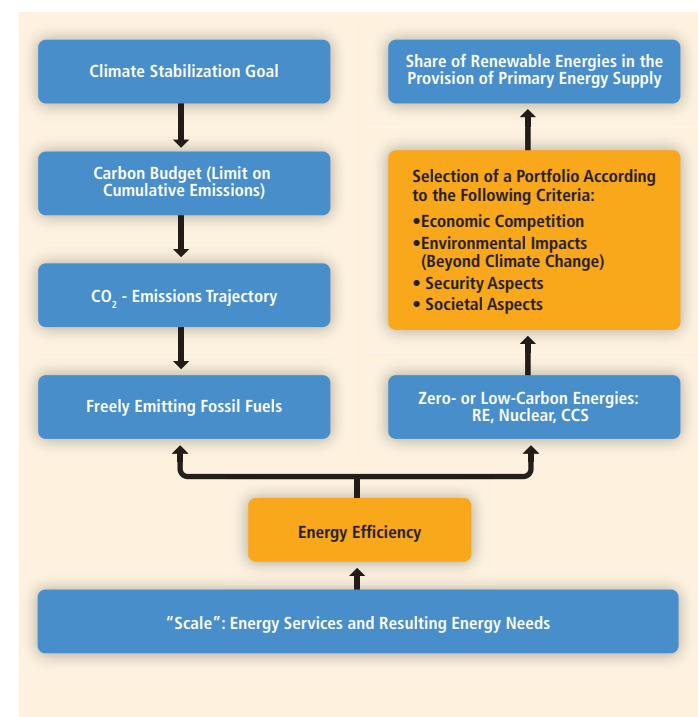 Climate Stabilization Goal
Carbon Budget (Limit on
Cumulative Emissions)
CO₂ - Emissions Trajectory
Freely Emitting Fossil Fuels
Share of Renewable Energies in the
Provision of Primary Energy Supply
Selection of a Portfolio According
to the Following Criteria:
•Economic Competition
•Environmental Impacts
(Beyond Climate Change)
• Security Aspects
• Societal Aspects
Zero- or Low-Carbon Energies:
RE, Nuclear, CCS
Energy Efficiency
“Scale”: Energy Services and Resulting Energy Needs